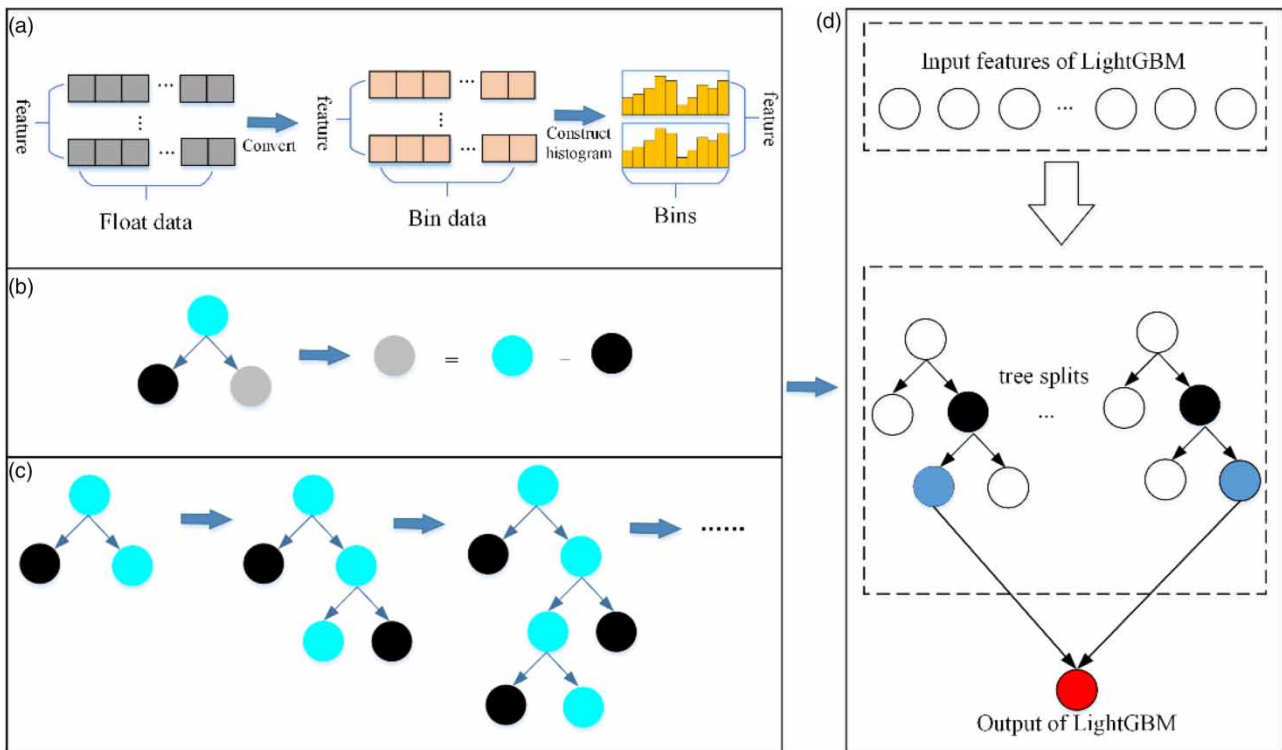 (a)
feature
...
...
...
Float data
Convert
feature
...
...
...
Bin data
Construct
histogram
feature
Bins
(b)
= –
(c)
......
(d)
Input features of LightGBM
...
tree splits
...
Output of LightGBM